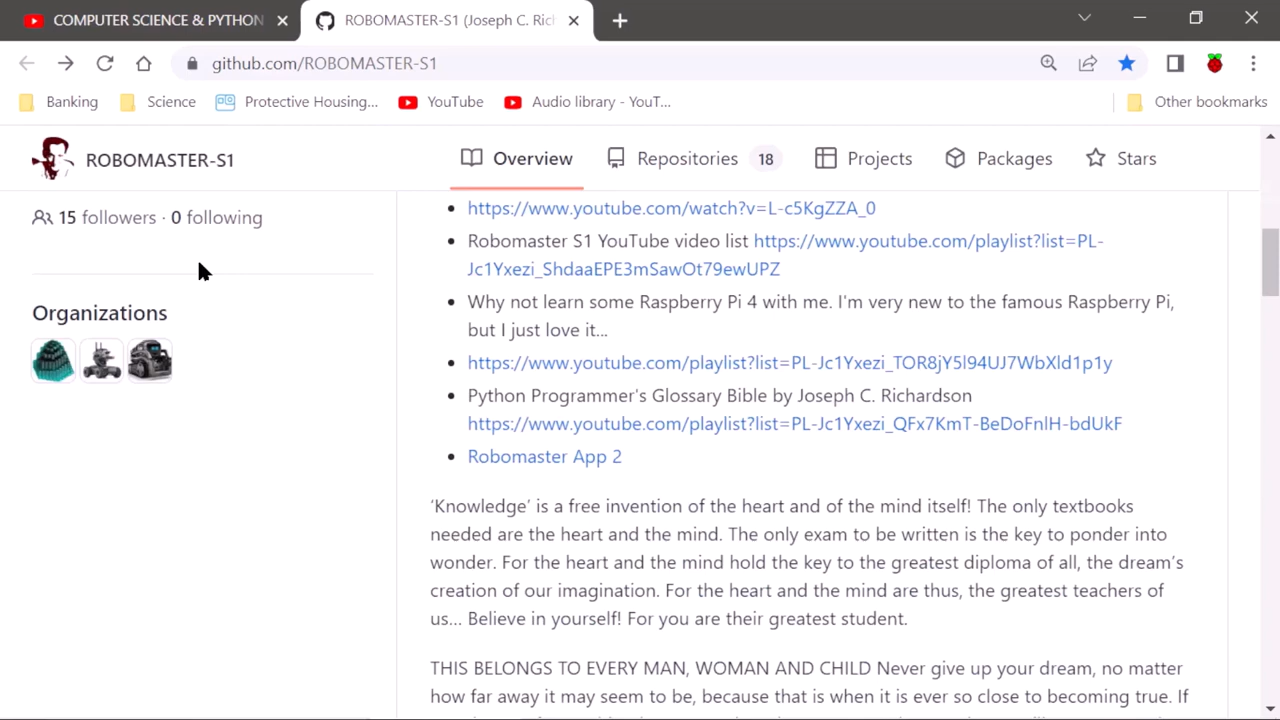 COMPUTER SCIENCE & PYTHON
ROBOMASTER-S1 (Joseph C. Rich
github.com/ROBOMASTER-S1
Banking
Science
Protective Housing...
YouTube
Audio library - YouT...
Other bookmarks
ROBOMASTER-S1
Overview
Repositories 18
Projects
Packages
Stars
15 followers · 0 following
Organizations
https://www.youtube.com/watch?v=L-c5KgZZA_0
Robomaster S1 YouTube video list https://www.youtube.com/playlist?list=PL-
Jc1Yxezi_ShdaaEPE3mSawOt79ewUPZ
Why not learn some Raspberry Pi 4 with me. I'm very new to the famous Raspberry Pi,
but I just love it...
https://www.youtube.com/playlist?list=PL-Jc1Yxezi_TOR8jY5l94UJ7WbXld1p1y
Python Programmer's Glossary Bible by Joseph C. Richardson
https://www.youtube.com/playlist?list=PL-Jc1Yxezi_QFx7KmT-BeDoFnlH-bdUkF
Robomaster App 2
‘Knowledge’ is a free invention of the heart and of the mind itself! The only textbooks
needed are the heart and the mind. The only exam to be written is the key to ponder into
wonder. For the heart and the mind hold the key to the greatest diploma of all, the dream’s
creation of our imagination. For the heart and the mind are thus, the greatest teachers of
us... Believe in yourself! For you are their greatest student.
THIS BELONGS TO EVERY MAN, WOMAN AND CHILD Never give up your dream, no matter
how far away it may seem to be, because that is when it is ever so close to becoming true. If